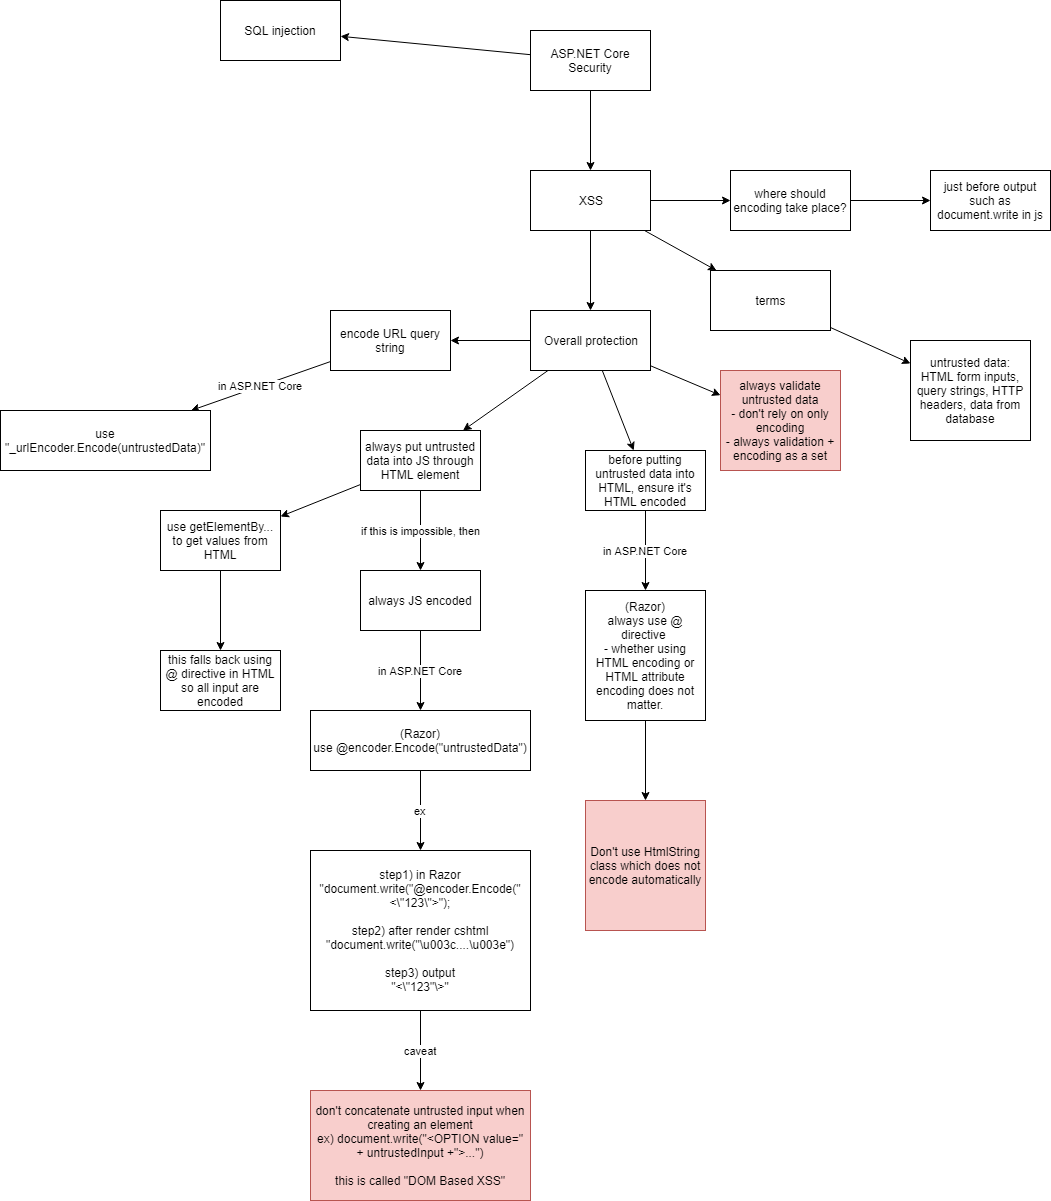 SQL injection
ASP.NET Core
Security
XSS
where should
encoding take place?
just before output
such as
document.write in js
terms
untrusted data:
HTML form inputs,
query strings, HTTP
headers, data from
database
Overall protection
encode URL query
string
in ASP.NET Core
use
"_urlEncoder.Encode(untrustedData)"
always validate
untrusted data
- don't rely on only
encoding
- always validation +
encoding as a set
always put untrusted
data into JS through
HTML element
before putting
untrusted data into
HTML, ensure it's
HTML encoded
use getElementBy...
to get values from
HTML
if this is impossible, then
in ASP.NET Core
always JS encoded
(Razor)
always use @
directive
- whether using
HTML encoding or
HTML attribute
encoding does not
matter.
this falls back using
@ directive in HTML
so all input are
encoded
in ASP.NET Core
(Razor)
use @encoder.Encode("untrustedData")
ex
Don't use HtmlString
class which does not
encode automatically
step1) in Razor
"document.write("@encoder.Encode("
<\"123\">");
step2) after render cshtml
"document.write("\u003c....\u003e")
step3) output
"<\"123"\>"
caveat
don't concatenate untrusted input when
creating an element
ex) document.write("<OPTION value="
+ untrustedInput +">...")
this is called "DOM Based XSS"